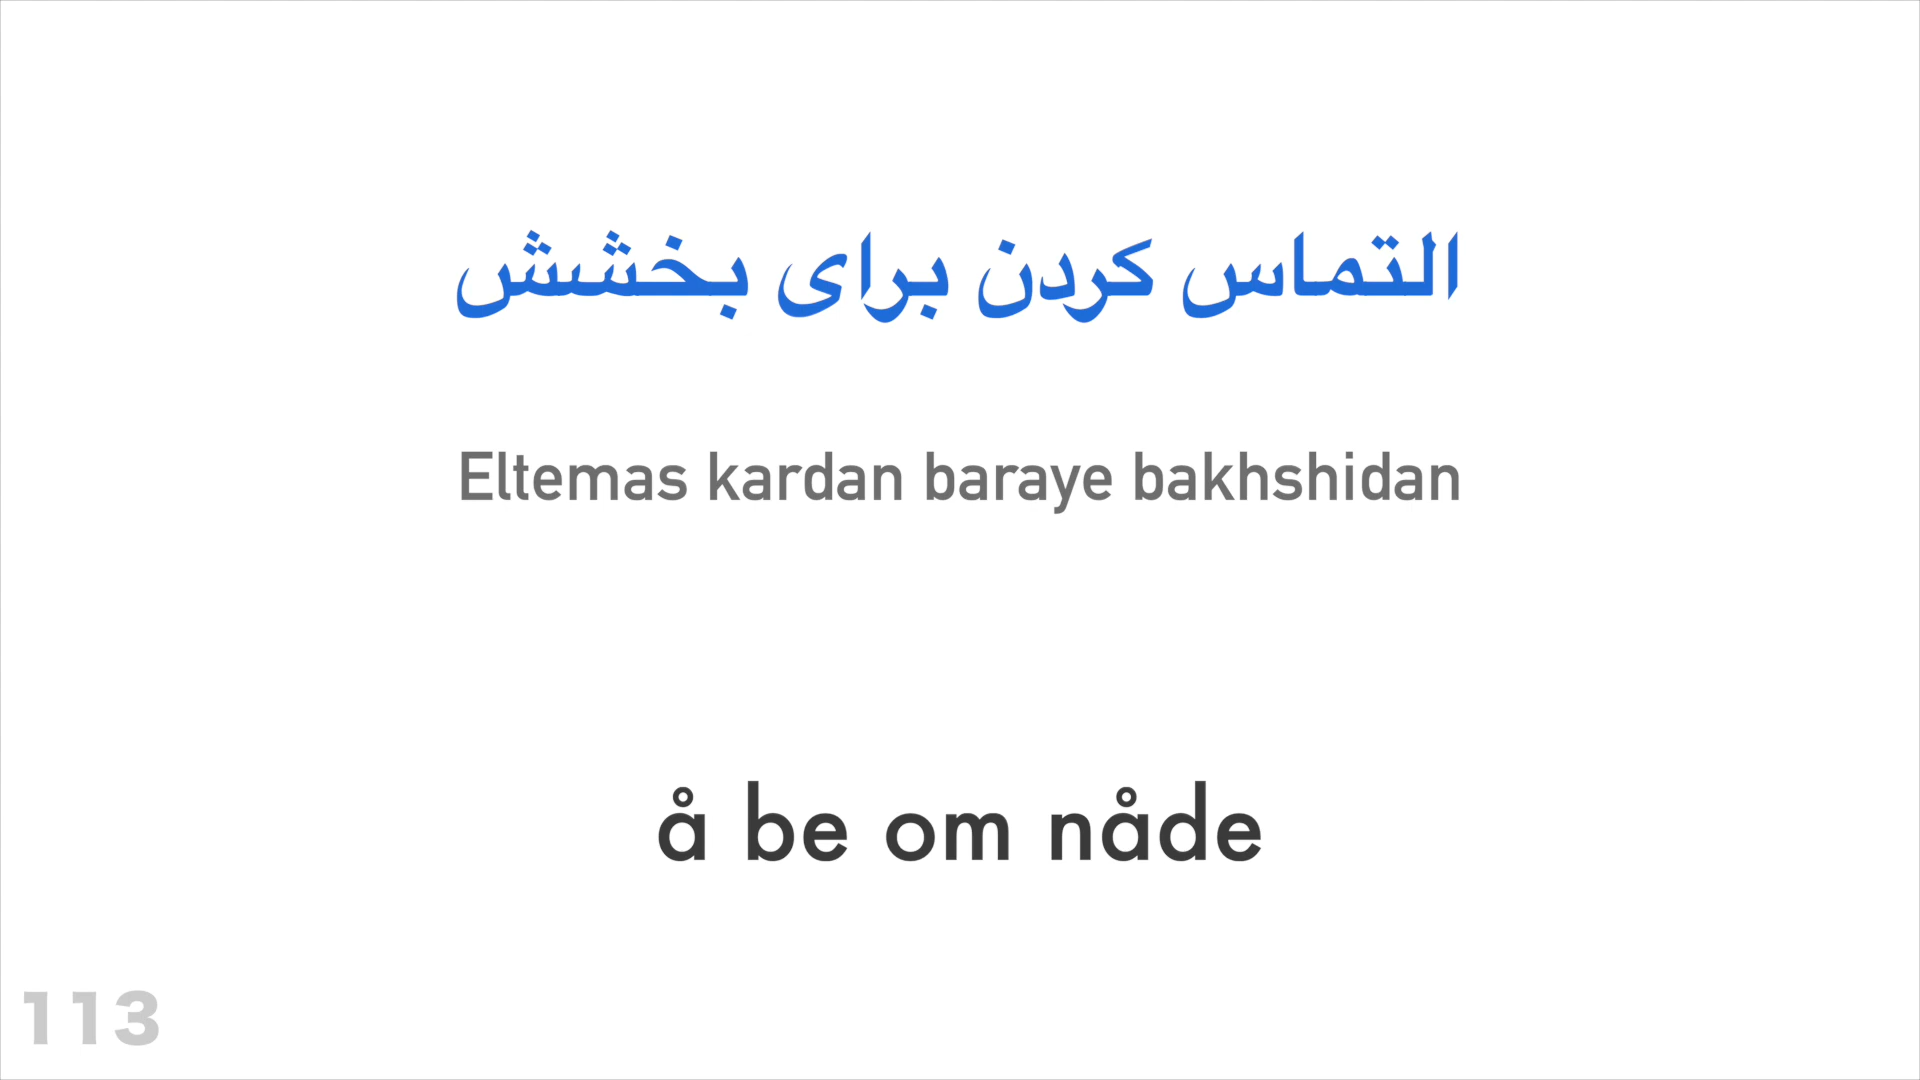 التماس کردن برای بخشش
Eltemas kardan baraye bakhshidan
å be om nåde
113